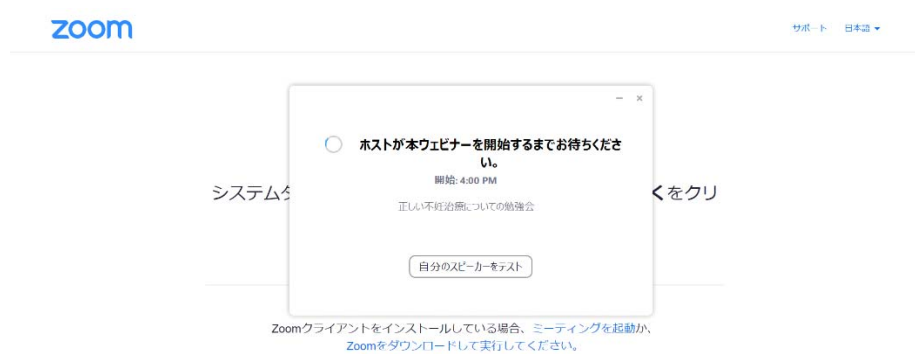 zoom
サポート 日本語
ホストが本ウェビナーを開始するまでお待ちくださ
い。
開始: 4:00 PM
システム
くをクリ
正しい不妊治療についての勉強会
自分のスピーカーをテスト
Zoomクライアントをインストールしている場合、ミーティングを起動か、
Zoomをダウンロードして実行してください。